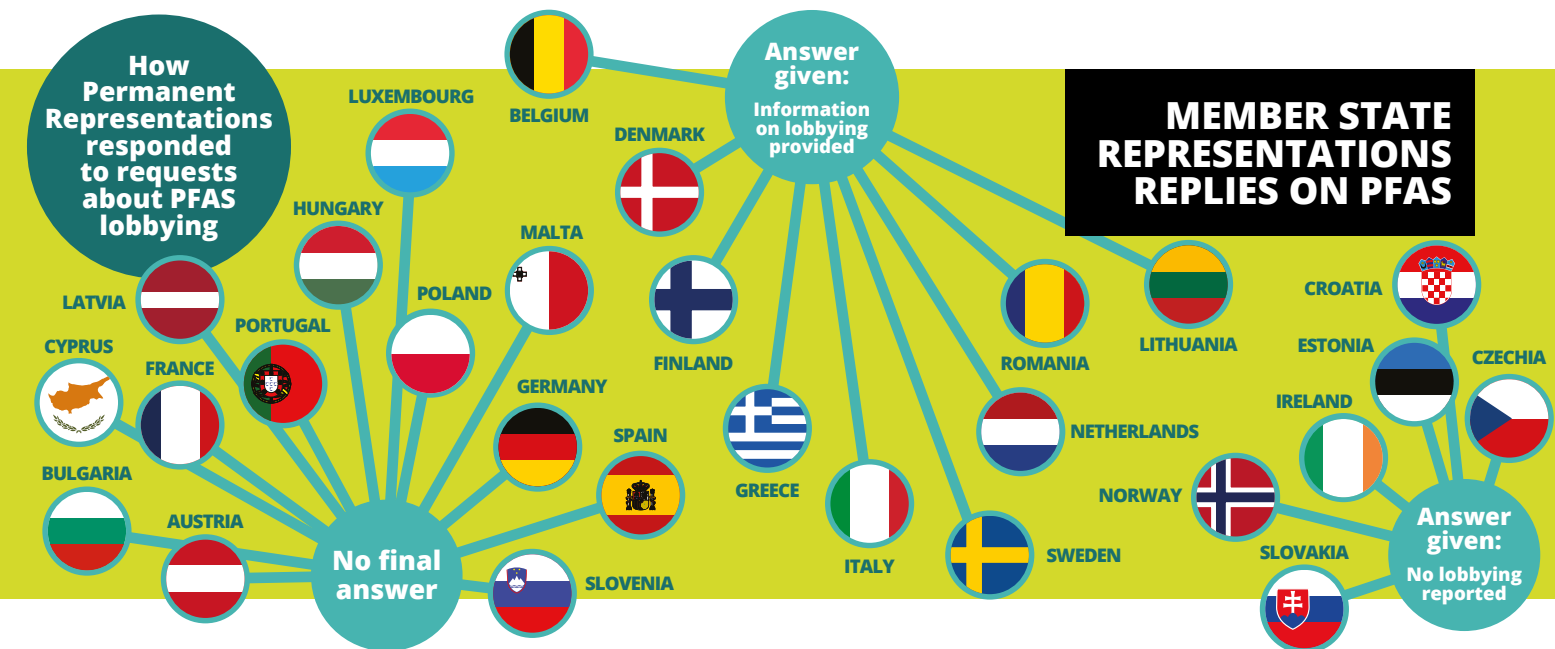 How
Permanent
Representations
responded
to requests
about PFAS
lobbying
LATVIA
CYPRUS
FRANCE
PORTUGAL
BULGARIA
AUSTRIA
HUNGARY
LUXEMBOURG
POLAND
MALTA
GERMANY
SPAIN
SLOVENIA
No final
answer
BELGIUM
DENMARK
FINLAND
GREECE
ITALY
SWEDEN
NETHERLANDS
ROMANIA
LITHUANIA
Answer
given:
Information
on lobbying
provided
MEMBER STATE
REPRESENTATIONS
REPLIES ON PFAS
CROATIA
ESTONIA
CZECHIA
IRELAND
NORWAY
SLOVAKIA
Answer
given:
No lobbying
reported